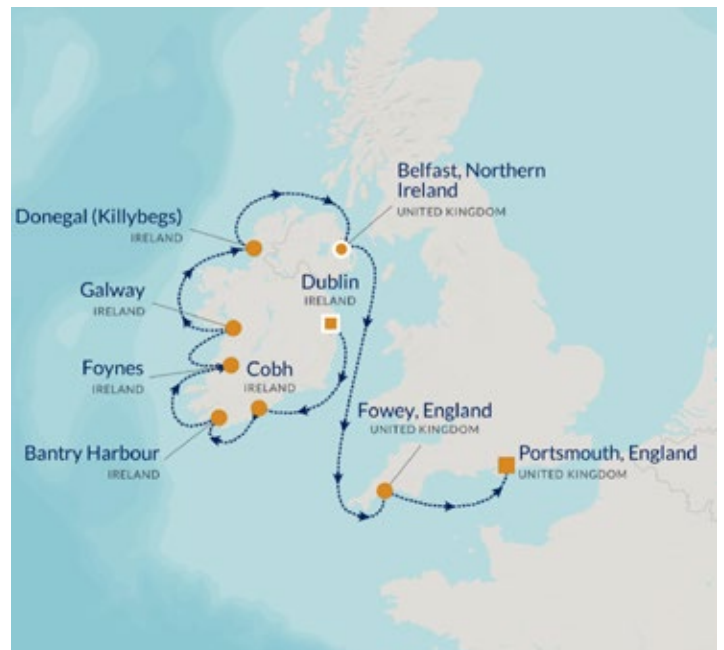 Belfast, Northern
Ireland
UNITED KINGDOM
Donegal (Killybegs)
IRELAND
Dublin
IRELAND
Galway
IRELAND
Foynes
IRELAND
Cobh
IRELAND
Fowey, England
UNITED KINGDOM
Bantry Harbour
IRELAND
Portsmouth, England
UNITED KINGDOM